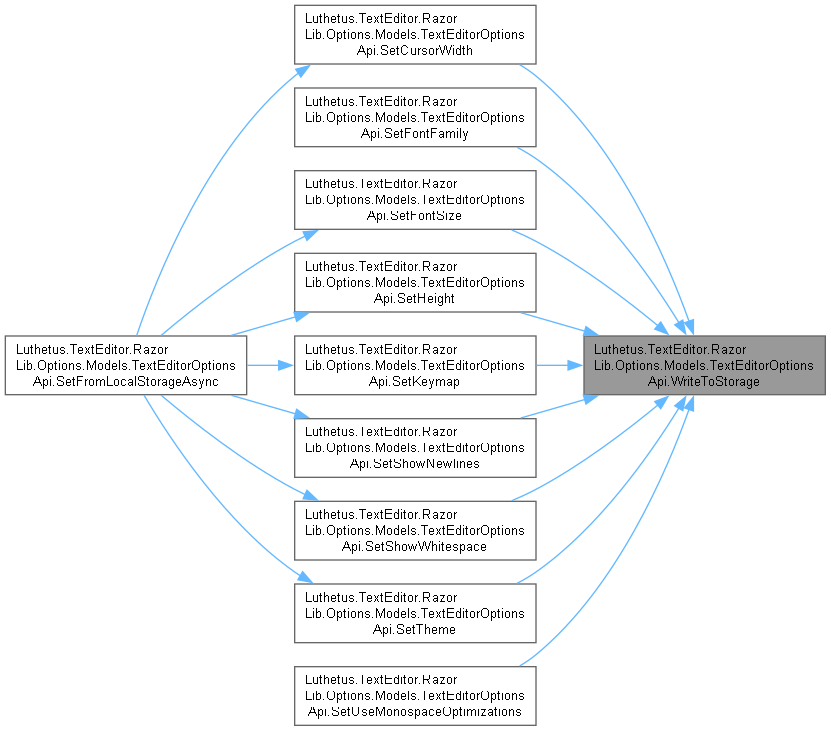 Luthetus.TextEditor.Razor
Lib.Options.Models.TextEditorOptions
Api.SetCursorWidth
Luthetus.TextEditor.Razor
Lib.Options.Models.TextEditorOptions
Api.SetFontFamily
Luthetus.TextEditor.Razor
Lib.Options.Models.TextEditorOptions
Api.SetFontSize
Luthetus.TextEditor.Razor
Lib.Options.Models.TextEditorOptions
Api.SetHeight
Luthetus.TextEditor.Razor
Lib.Options.Models.TextEditorOptions
Api.SetFromLocalStorageAsync
Luthetus.TextEditor.Razor
Lib.Options.Models.TextEditorOptions
Api.SetKeymap
Luthetus.TextEditor.Razor
Lib.Options.Models.TextEditorOptions
Api.WriteToStorage
Luthetus.TextEditor.Razor
Lib.Options.Models.TextEditorOptions
Api.SetShowNewlines
Luthetus.TextEditor.Razor
Lib.Options.Models.TextEditorOptions
Api.SetShowWhitespace
Luthetus.TextEditor.Razor
Lib.Options.Models.TextEditorOptions
Api.SetTheme
Luthetus.TextEditor.Razor
Lib.Options.Models.TextEditorOptions
Api.SetUseMonospaceOptimizations